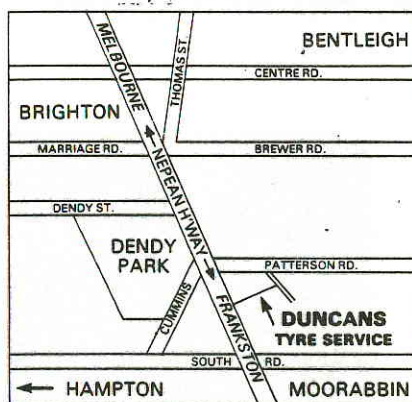 MELBOURNE
THOMAS ST.
BENTLEIGH
CENTRE RD.
BRIGHTON
MARRIAGE RD.
NEPEAN H'WAY
BREWER RD.
DENDY ST.
DENDY
PARK
PATTERSON RD.
CUMMINS
FRANKSTON
DUNCANS
TYRE SERVICE
SOUTH RD.
HAMPTON
MOORABBIN